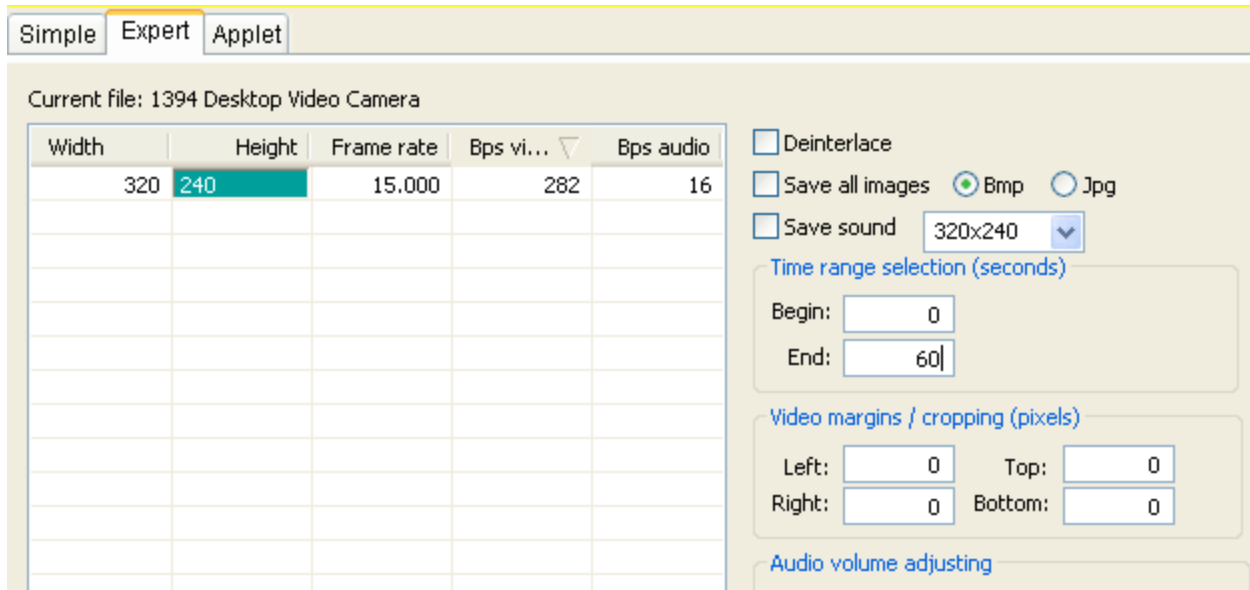 Simple Expert Applet
Current file: 1394 Desktop Video Camera
Width Height Frame rate Bps vi... Bps audio
320 240 15.000 282 16
Deinterlace
Save all images Bmp Jpg
Save sound 320x240
Time range selection (seconds)
Begin: 0
End: 60
Video margins / cropping (pixels)
Left: 0 Top: 0
Right: 0 Bottom: 0
Audio volume adjusting